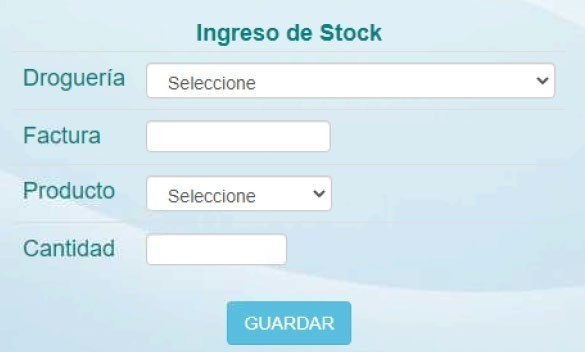 Ingreso de Stock
Droguería Seleccione
Factura
Producto Seleccione
Cantidad
GUARDAR